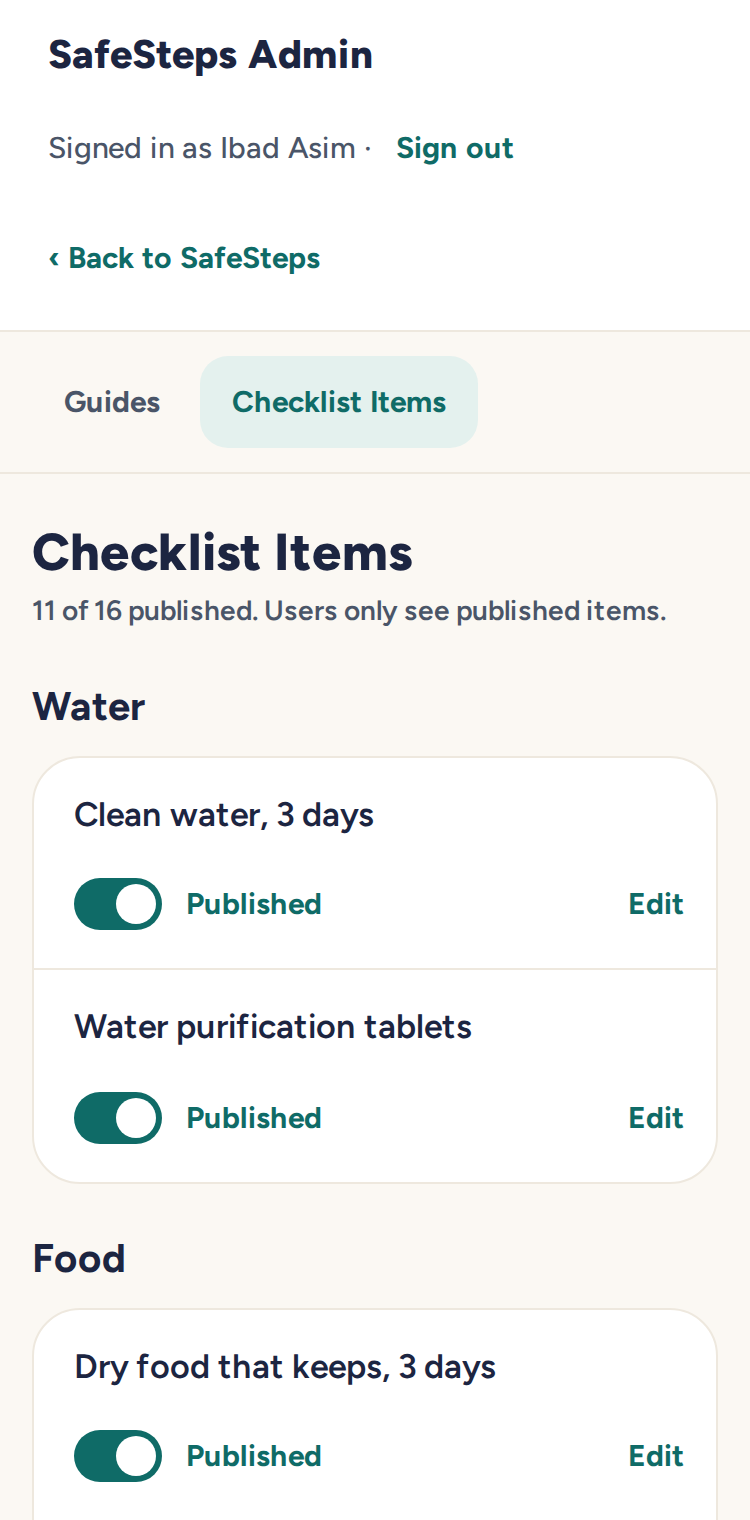 SafeSteps Admin
Signed in as Ibad Asim · Sign out
‹ Back to SafeSteps
Guides Checklist Items
Checklist Items
11 of 16 published. Users only see published items.
Water
Clean water, 3 days
Published Edit
Water purification tablets
Published Edit
Food
Dry food that keeps, 3 days
Published Edit